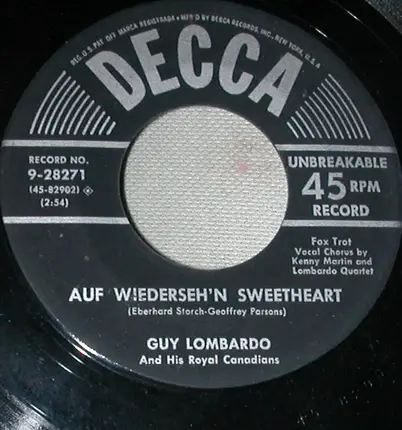 REG. U.S. PAT. OFF. MARCA REGISTRADA • MF'D BY DECCA RECORDS, INC., NEW YORK, U.S.A.
DECCA
RECORD NO.
9-28271
(45-82902)
(2:54)
UNBREAKABLE
45 RPM
RECORD
Fox Trot
Vocal Chorus by
Kenny Martin and
Lombardo Quartet
AUF WIEDERSEH'N SWEETHEART
(Eberhard Storch-Geoffrey Parsons)
GUY LOMBARDO
And His Royal Canadians